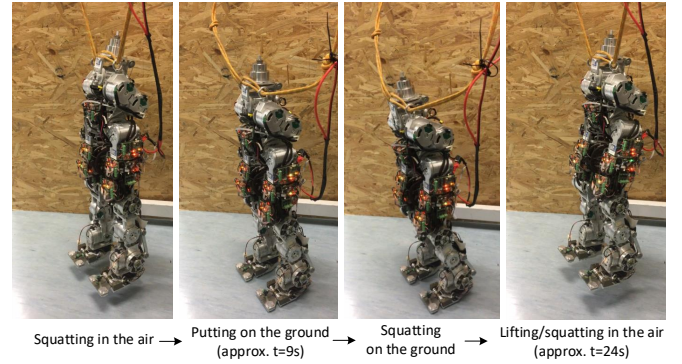 Squatting in the air
Putting on the ground
(approx. t=9s)
Squatting
on the ground
Lifting/squatting in the air
(approx. t=24s)